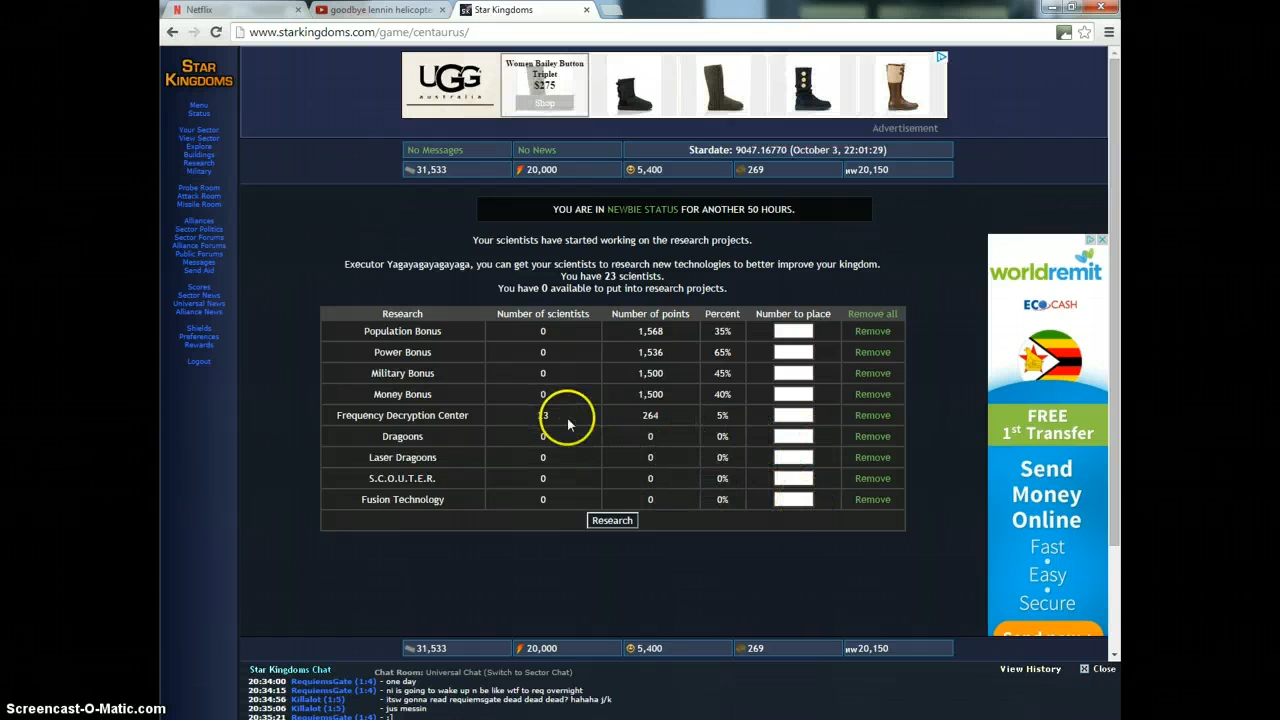 Netflix
goodbye lennin helicopte
Star Kingdoms
www.starkingdoms.com/game/centaurus/
STAR KINGDOMS
Menu
Status
Your Sector
View Sector
Explore
Buildings
Research
Military
Probe Room
Attack Room
Missile Room
Alliances
Sector Politics
Sector Forums
Alliance Forums
Public Forums
Messages
Send Aid
Scores
Sector News
Universal News
Alliance News
Shields
Preferences
Rewards
Logout
UGG
australia
Women Bailey Button
Triplet
$275
Shop
Advertisement
No Messages No News Stardate: 9047.16770 (October 3, 22:01:29)
31,533 20,000 5,400 269 NW 20,150
YOU ARE IN NEWBIE STATUS FOR ANOTHER 50 HOURS.
Your scientists have started working on the research projects.
Executor Yagayagayagayaga, you can get your scientists to research new technologies to better improve your kingdom.
You have 23 scientists.
You have 0 available to put into research projects.
Research Number of scientists Number of points Percent Number to place Remove all
Population Bonus 0 1,568 35% Remove
Power Bonus 0 1,536 65% Remove
Military Bonus 0 1,500 45% Remove
Money Bonus 0 1,500 40% Remove
Frequency Decryption Center 23 264 5% Remove
Dragoons 0 0 0% Remove
Laser Dragoons 0 0 0% Remove
S.C.O.U.T.E.R. 0 0 0% Remove
Fusion Technology 0 0 0% Remove
Research
worldremit
ECOCASH
FREE
1st Transfer
Send
Money
Online
Fast
Easy
Secure
31,533 20,000 5,400 269 NW 20,150
Star Kingdoms Chat Chat Room: Universal Chat (Switch to Sector Chat) View History Close
20:34:00 RequiemsGate (1:4) - one day
20:34:15 RequiemsGate (1:4) - ni is going to wake up n be like wtf to req overnight
20:34:56 Killalot (1:5) - itsw gonna read requiemsgate dead dead dead? hahaha j/k
20:35:06 Killalot (1:5) - jus messin
20:35:21 RequiemsGate (1:4) - :]
Screencast-O-Matic.com